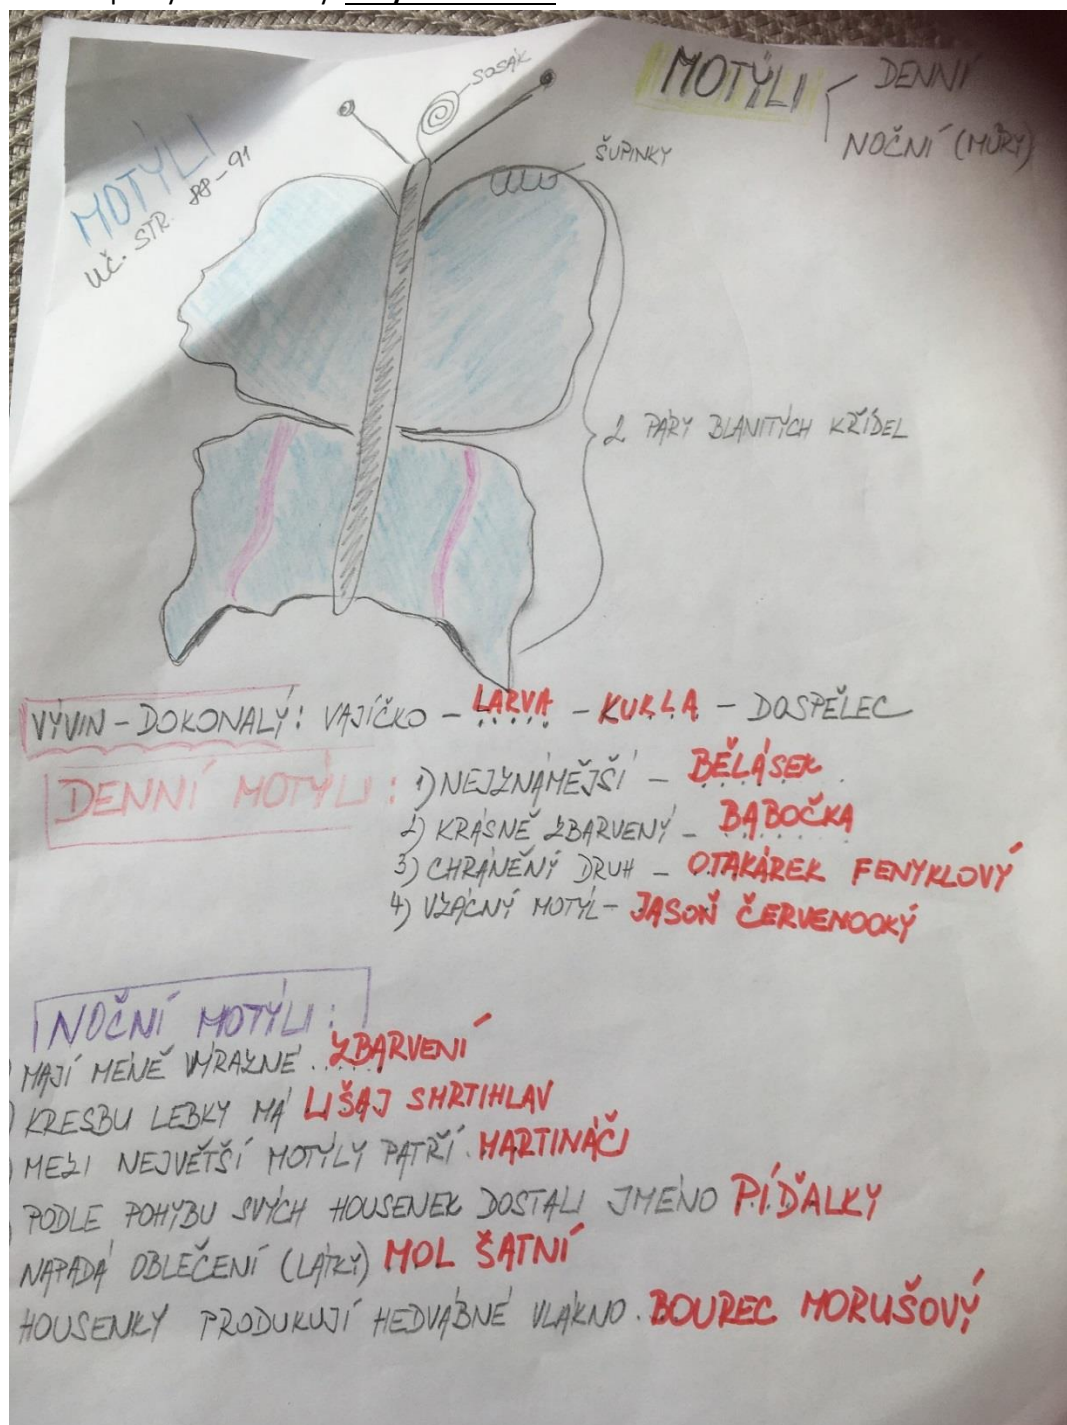 MOTÝLI
UČ. STR. 88-91
SOSÁK
MOTÝLI
DENNÍ
NOČNÍ (MŮRY)
ŠUPINKY
2 PÁRY BLANITÝCH KŘÍDEL
VÝVIN - DOKONALÝ: VAJÍČKO - LARVA - KUKLA - DOSPĚLEC
DENNÍ MOTÝLI: 1) NEJZNÁMĚJŠÍ - BĚLÁSEK
2) KRÁSNĚ ZBARVENÝ - BABOČKA
3) CHRÁNĚNÝ DRUH - OTAKÁREK FENYKLOVÝ
4) VZÁCNÝ MOTÝL - JASOŇ ČERVENOOKÝ
NOČNÍ MOTÝLI:
MAJÍ MÉNĚ VÝRAZNÉ ZBARVENÍ
KRESBU LEBKY MÁ LIŠAJ SMRTIHLAV
MEZI NEJVĚTŠÍ MOTÝLY PATŘÍ MARTINÁČI
PODLE POHYBU SVÝCH HOUSENEK DOSTALI JMÉNO PÍĎALKY
NAPADÁ OBLEČENÍ (LÁTKY) MOL ŠATNÍ
HOUSENKY PRODUKUJÍ HEDVÁBNÉ VLÁKNO. BOUREC MORUŠOVÝ